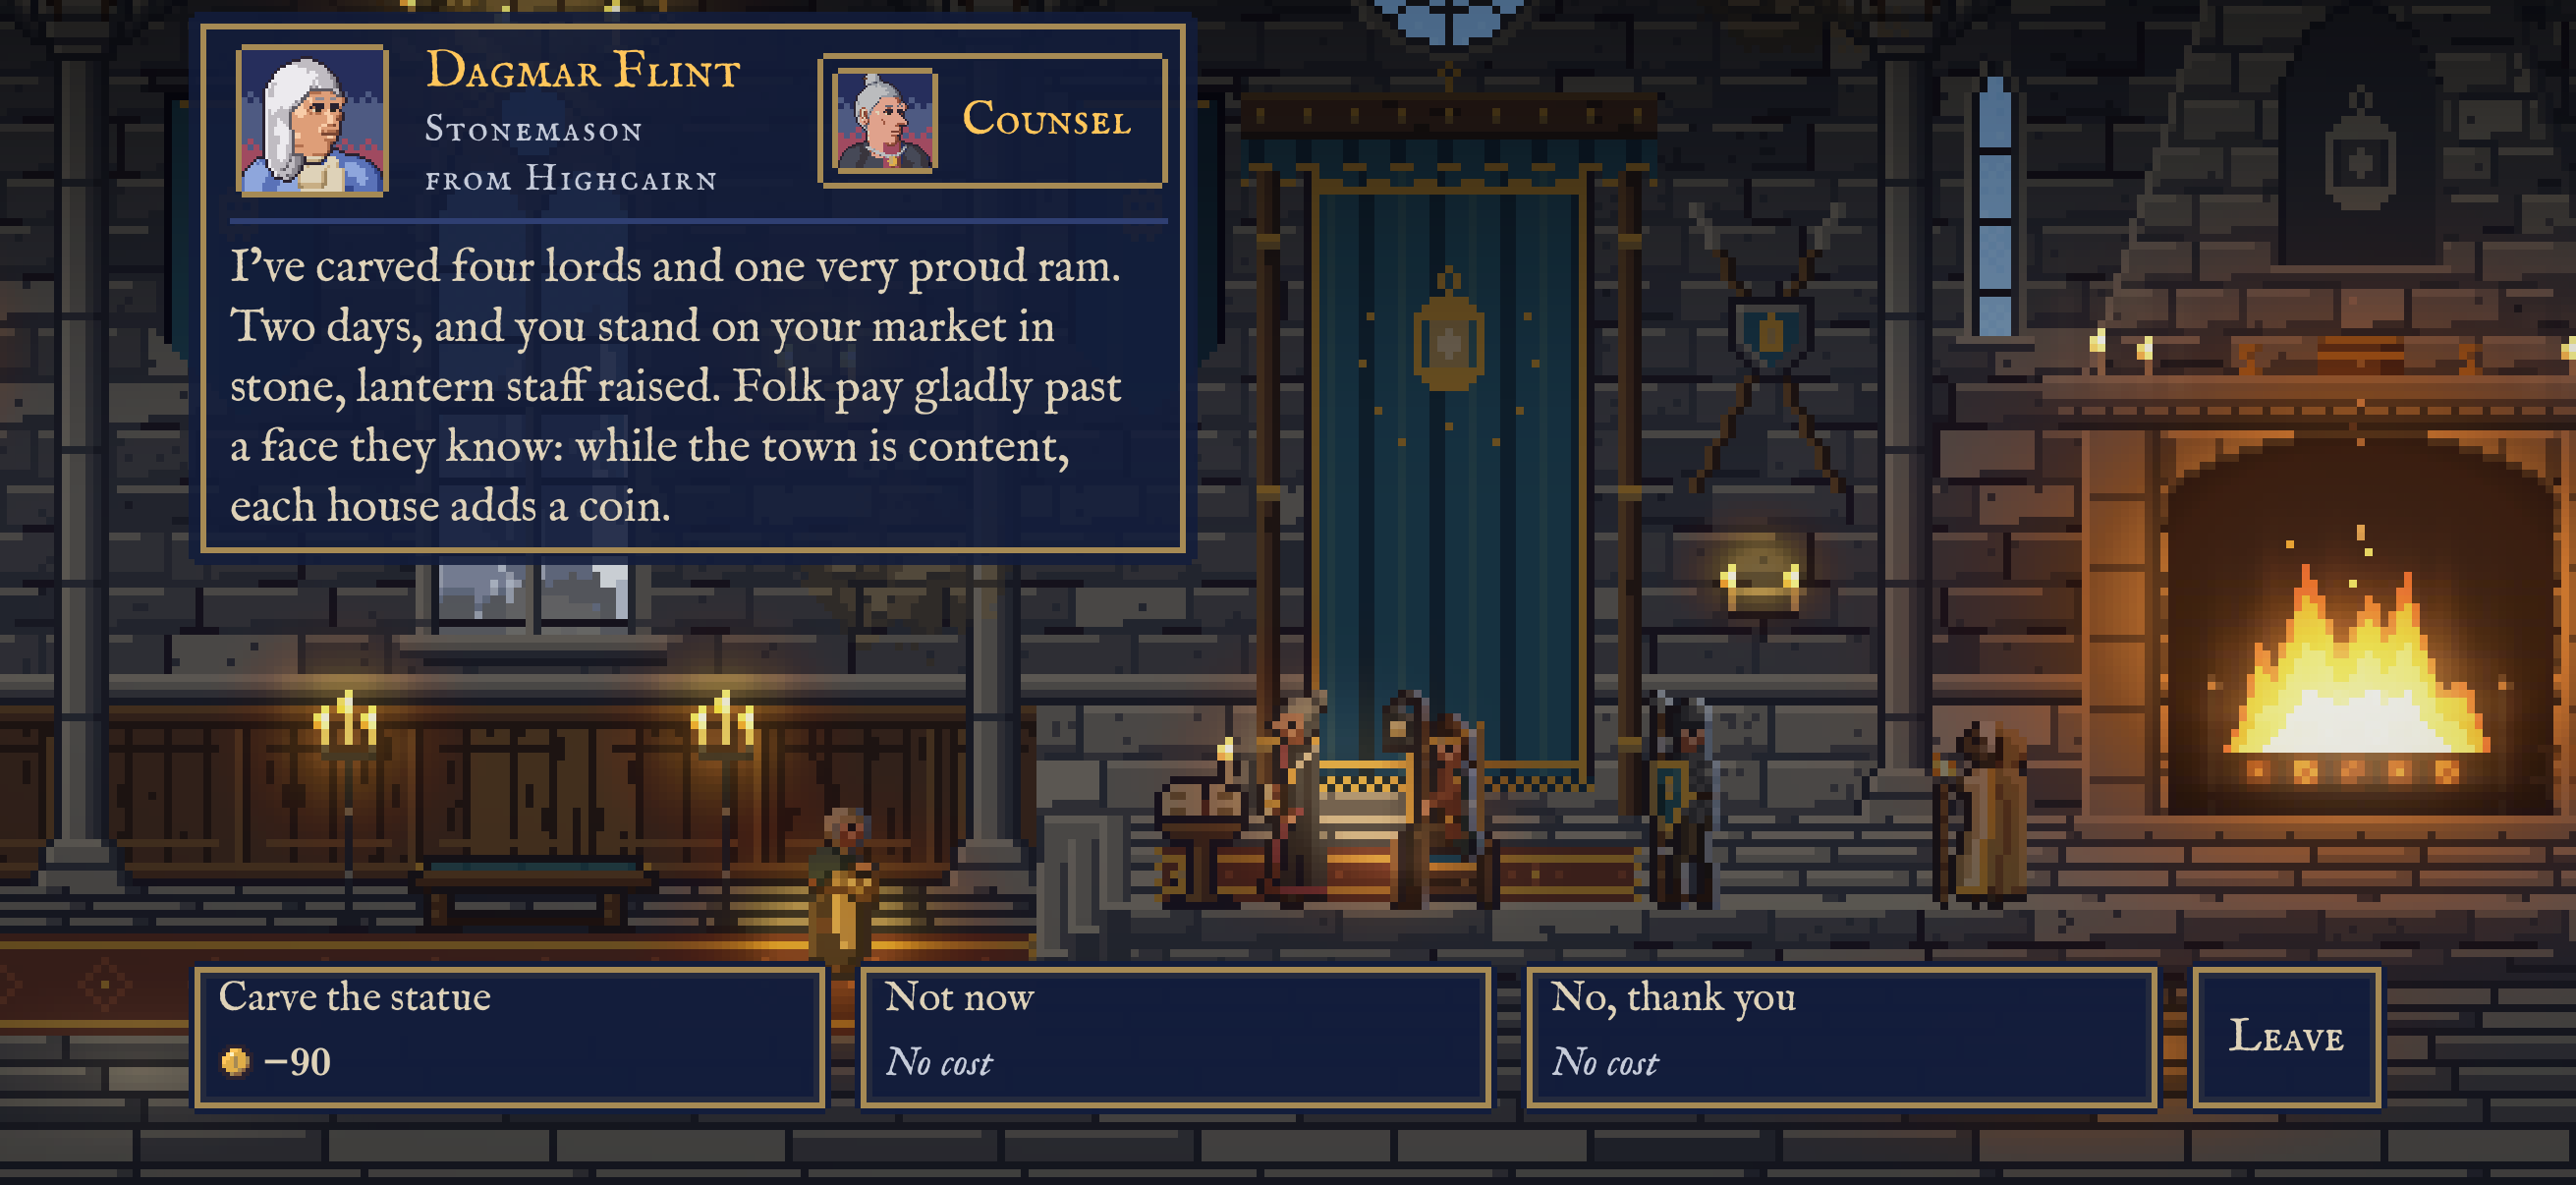 Dagmar Flint
Stonemason
from Highcairn
Counsel
I've carved four lords and one very proud ram.
Two days, and you stand on your market in
stone, lantern staff raised. Folk pay gladly past
a face they know: while the town is content,
each house adds a coin.
Carve the statue
−90
Not now
No cost
No, thank you
No cost
Leave